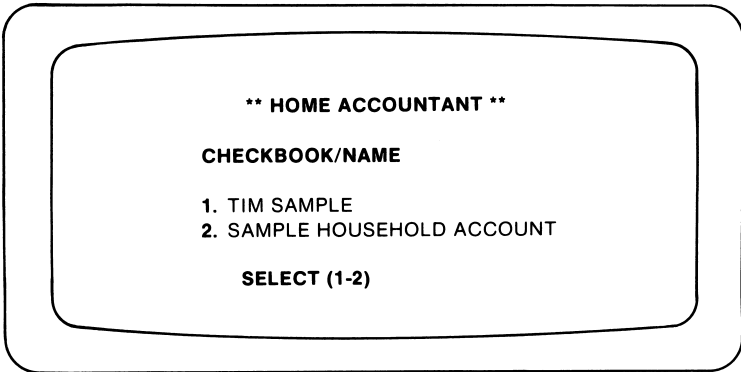 ** HOME ACCOUNTANT **
CHECKBOOK/NAME
1. TIM SAMPLE
2. SAMPLE HOUSEHOLD ACCOUNT
SELECT (1-2)